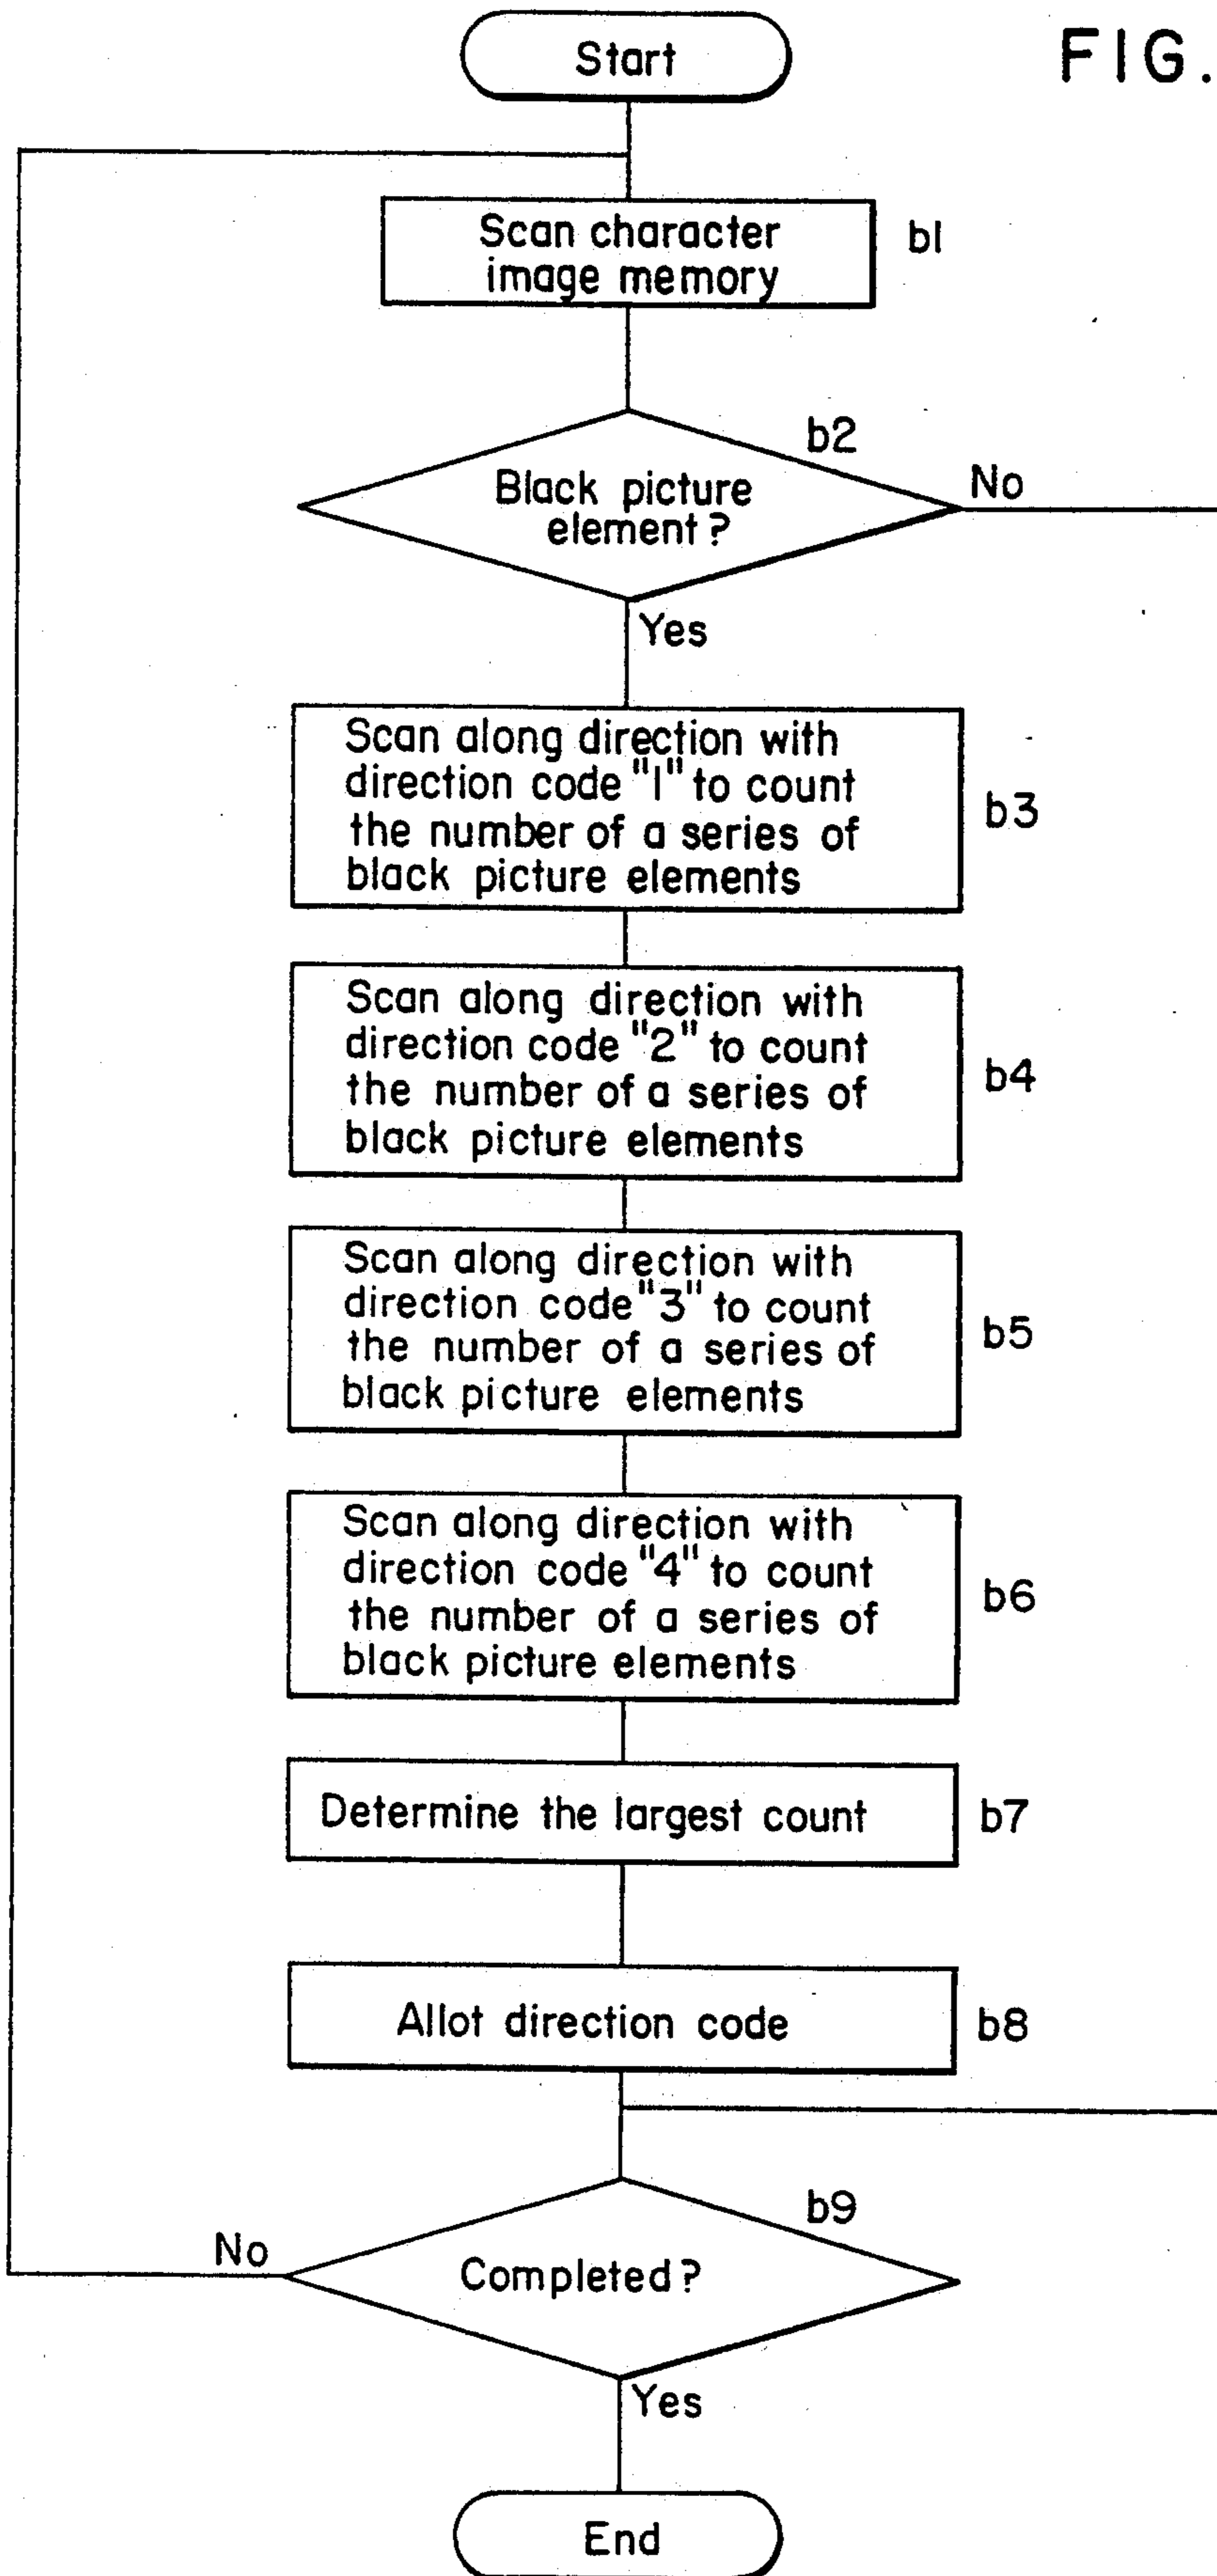 Start
FIG.
Scan character
image memory
b1
b2
Black picture
element?
No
Yes
Scan along direction with
direction code "1" to count
the number of a series of
black picture elements
b3
Scan along direction with
direction code "2" to count
the number of a series of
black picture elements
b4
Scan along direction with
direction code "3" to count
the number of a series of
black picture elements
b5
Scan along direction with
direction code "4" to count
the number of a series of
black picture elements
b6
Determine the largest count
b7
Allot direction code
b8
b9
No
Completed?
Yes
End